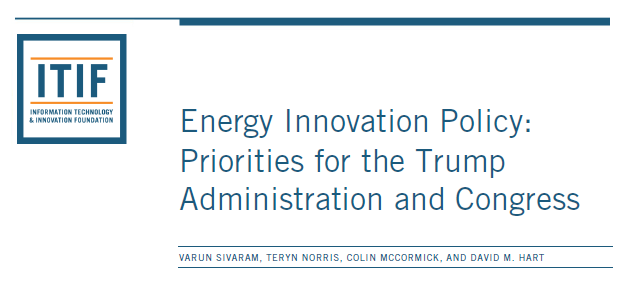 ITIF
INFORMATION TECHNOLOGY
& INNOVATION FOUNDATION
Energy Innovation Policy:
Priorities for the Trump
Administration and Congress
VARUN SIVARAM, TERYN NORRIS, COLIN MCCORMICK, AND DAVID M. HART